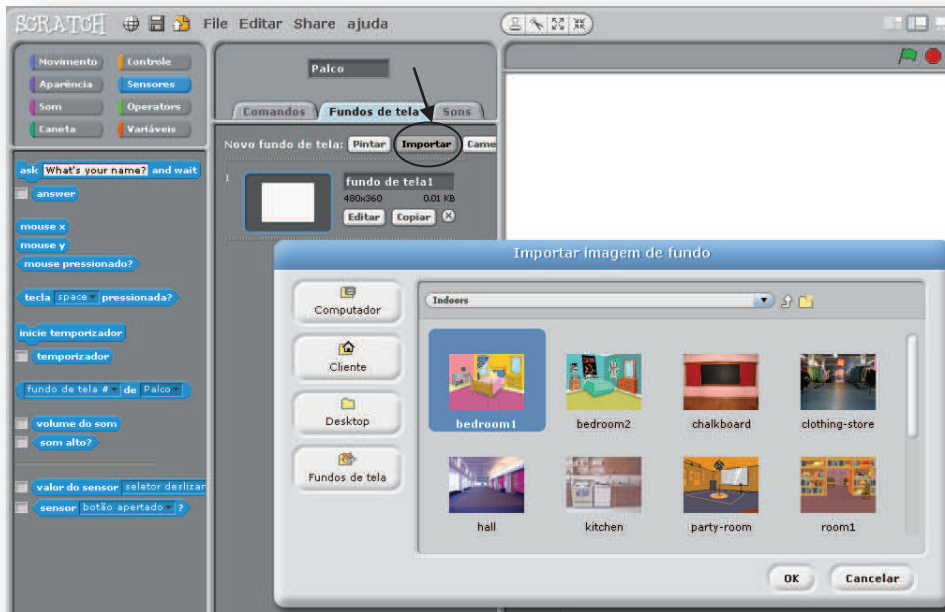 SCRATCH File Editar Share ajuda
Movimento Controle
Aparência Sensores
Som Operators
Caneta Variáveis
ask What's your name? and wait
answer
mouse x
mouse y
mouse pressionado?
tecla space pressionada?
inicie temporizador
temporizador
fundo de tela # de Palco
volume do som
som alto?
valor do sensor seletor deslizar
sensor botão apertado ?
Palco
Comandos Fundos de tela Sons
Novo fundo de tela: Pintar Importar Came
1
fundo de tela1
480x360 0.01 KB
Editar Copiar
Importar imagem de fundo
Computador
Cliente
Desktop
Fundos de tela
Indoors
bedroom1 bedroom2 chalkboard clothing-store
hall kitchen party-room room1
OK Cancelar